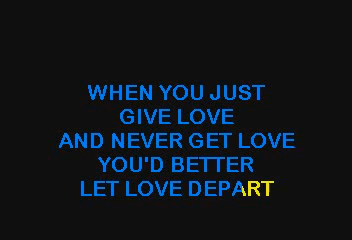 WHEN YOU JUST
GIVE LOVE
AND NEVER GET LOVE
YOU'D BETTER
LET LOVE DEPART